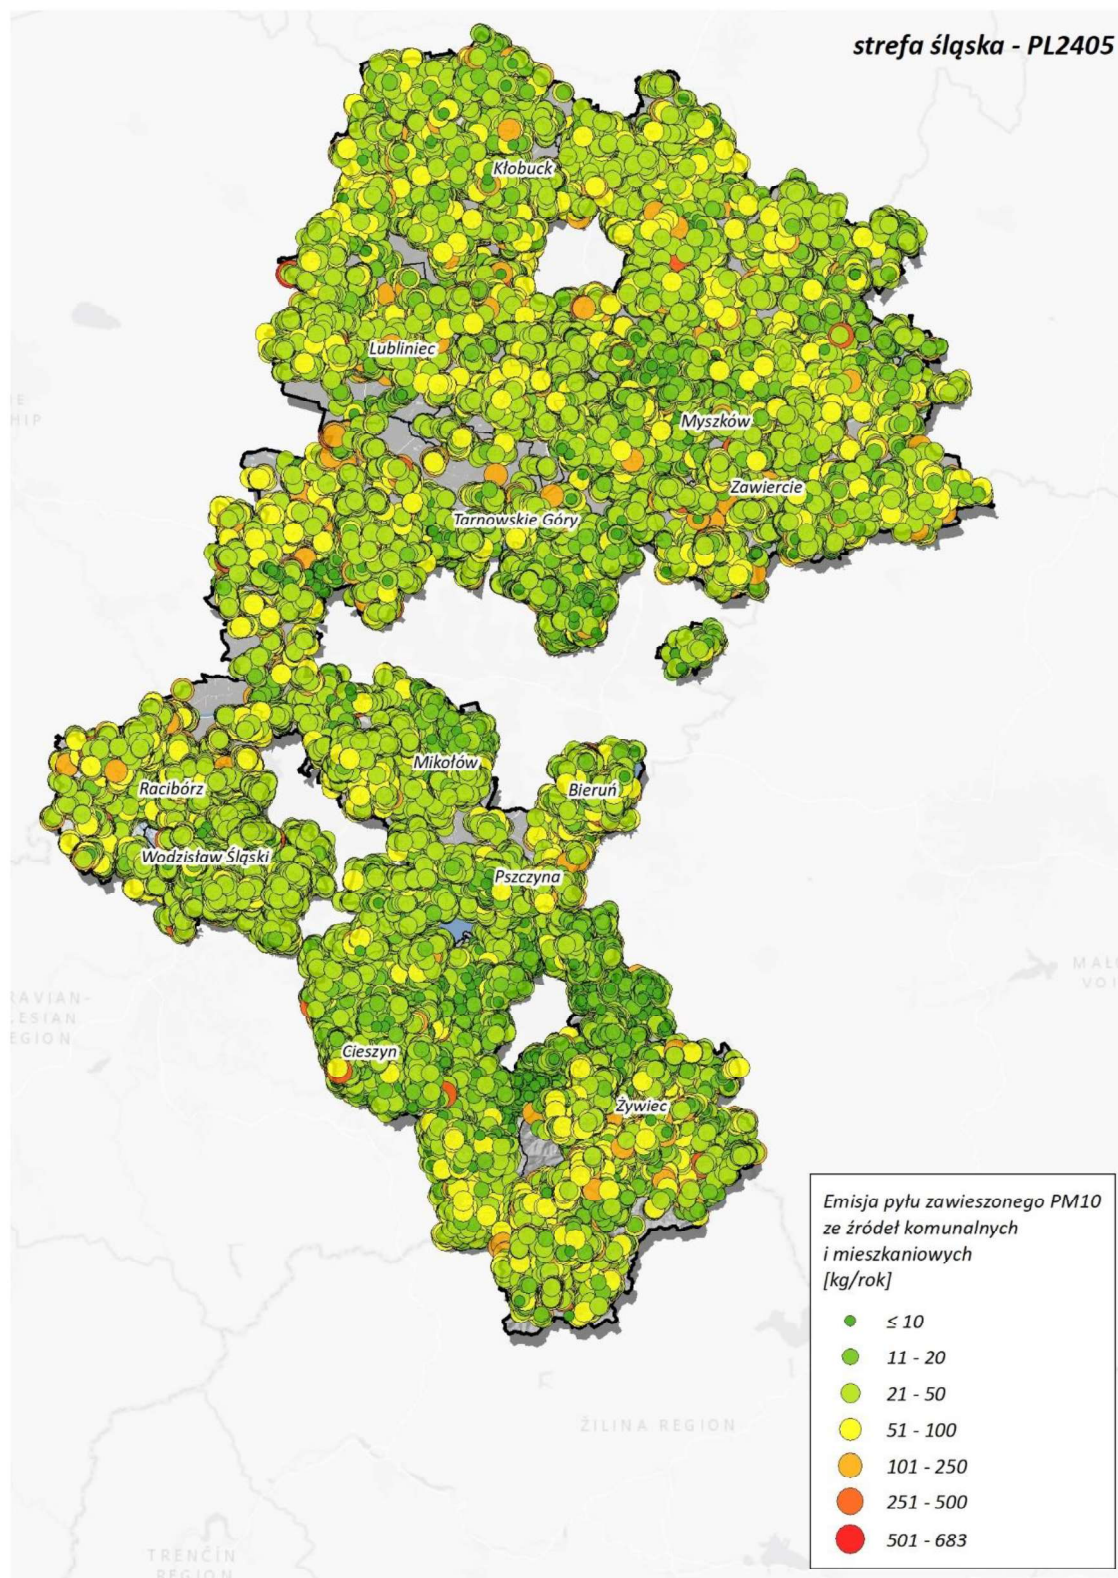 strefa śląska - PL2405
Kłobuck
Lubliniec
Myszków
Zawiercie
Tarnowskie Góry
Mikołów
Bieruń
Racibórz
Wodzisław Śląski
Pszczyna
Cieszyn
Żywiec
Emisja pyłu zawieszonego PM10
ze źródeł komunalnych
i mieszkaniowych
[kg/rok]
≤ 10
11 - 20
21 - 50
51 - 100
101 - 250
251 - 500
501 - 683
ŽILINA REGION
TRENČÍN
REGION